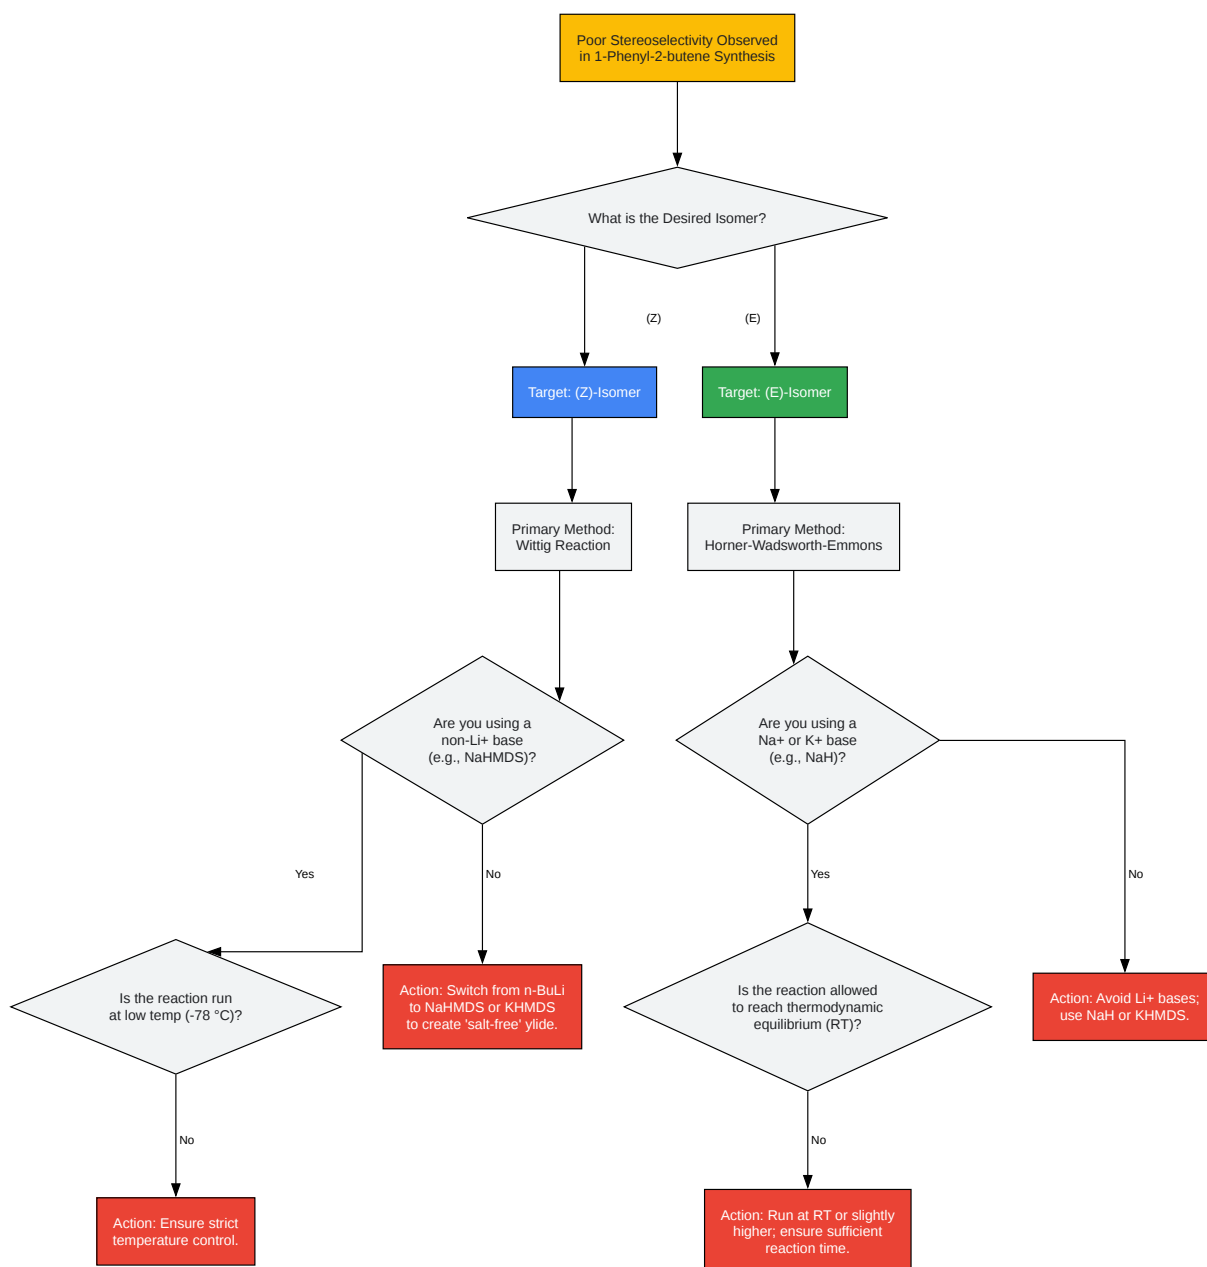 Poor Stereoselectivity Observed
in 1-Phenyl-2-butene Synthesis
What is the Desired Isomer?
(Z)
(E)
Target: (Z)-Isomer
Target: (E)-Isomer
Primary Method:
Wittig Reaction
Primary Method:
Horner-Wadsworth-Emmons
Are you using a
non-Li+ base
(e.g., NaHMDS)?
Are you using a
Na+ or K+ base
(e.g., NaH)?
Yes
No
Yes
No
Is the reaction run
at low temp (-78 °C)?
Action: Switch from n-BuLi
to NaHMDS or KHMDS
to create 'salt-free' ylide.
Is the reaction allowed
to reach thermodynamic
equilibrium (RT)?
Action: Avoid Li+ bases;
use NaH or KHMDS.
No
No
Action: Ensure strict
temperature control.
Action: Run at RT or slightly
higher; ensure sufficient
reaction time.